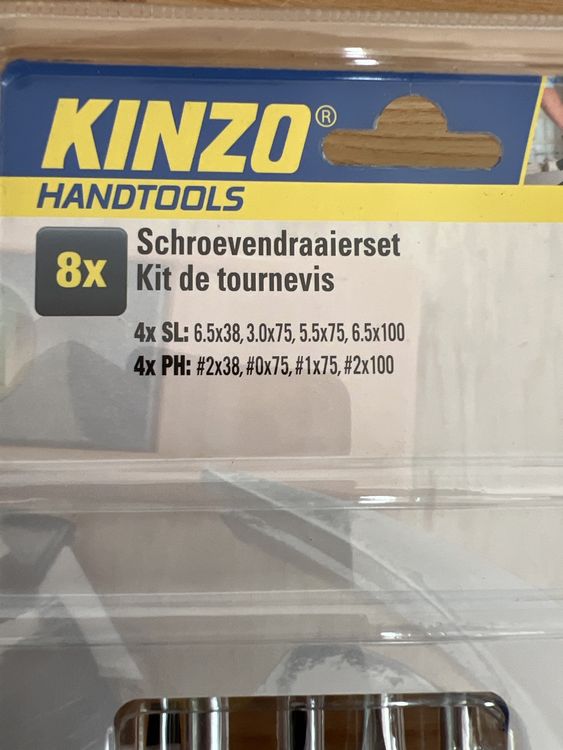 KINZO®
HANDTOOLS
8x
Schroevendraaierset
Kit de tournevis
4x SL: 6.5x38, 3.0x75, 5.5x75, 6.5x100
4x PH: #2x38, #0x75, #1x75, #2x100